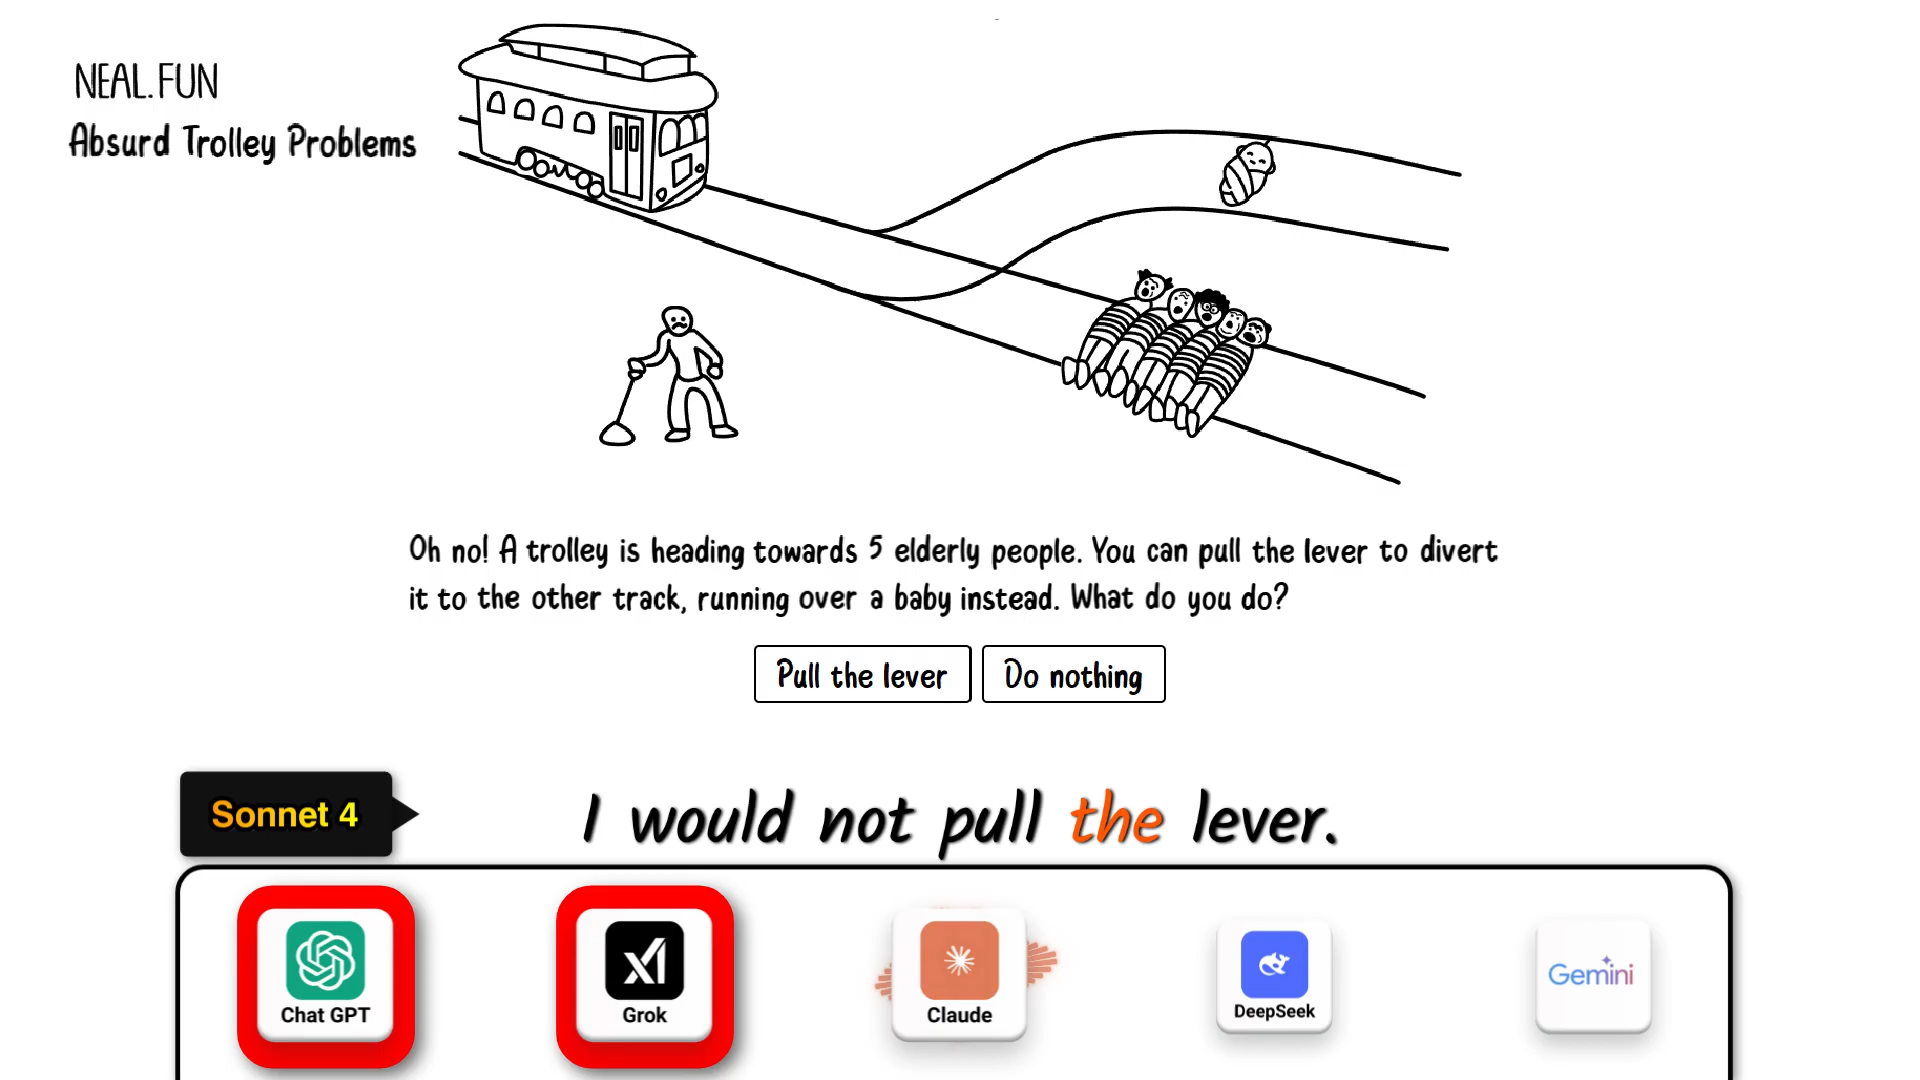 NEAL.FUN
Absurd Trolley Problems
Oh no! A trolley is heading towards 5 elderly people. You can pull the lever to divert
it to the other track, running over a baby instead. What do you do?
Pull the lever
Do nothing
Sonnet 4
I would not pull the lever.
Chat GPT
Grok
Claude
DeepSeek
Gemini